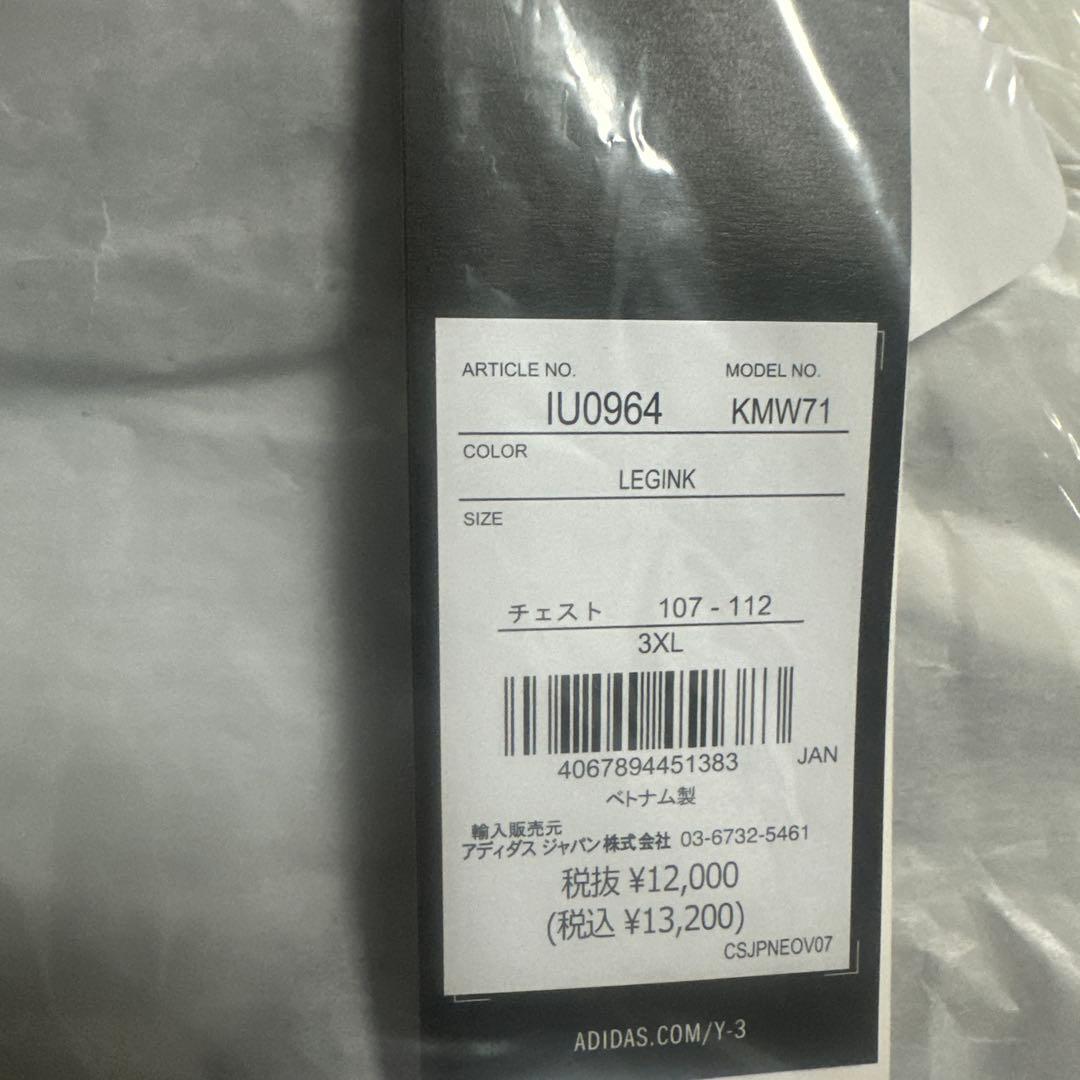 ARTICLE NO. MODEL NO.
IU0964 KMW71
COLOR
LEGINK
SIZE
チェスト 107 - 112
3XL
4067894451383 JAN
ベトナム製
輸入販売元
アディダス ジャパン株式会社 03-6732-5461
税抜 ¥12,000
(税込 ¥13,200)
CSJPNEOV07
ADIDAS.COM/Y-3